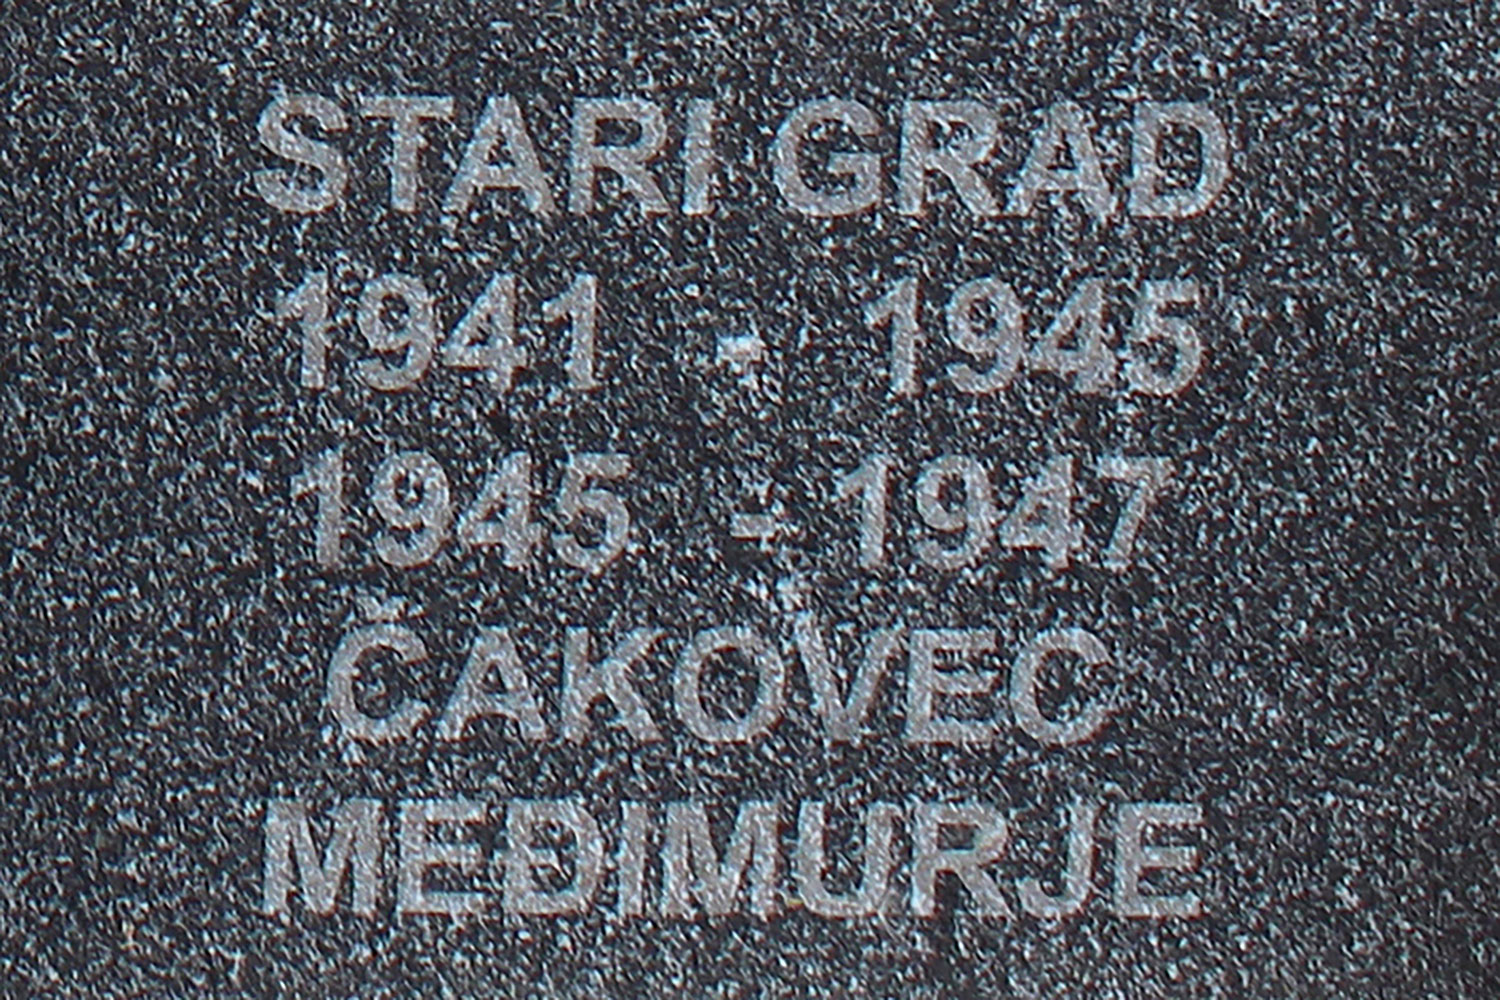 STARI GRAD
1941 - 1945
1945 - 1947
ČAKOVEC
MEĐIMURJE